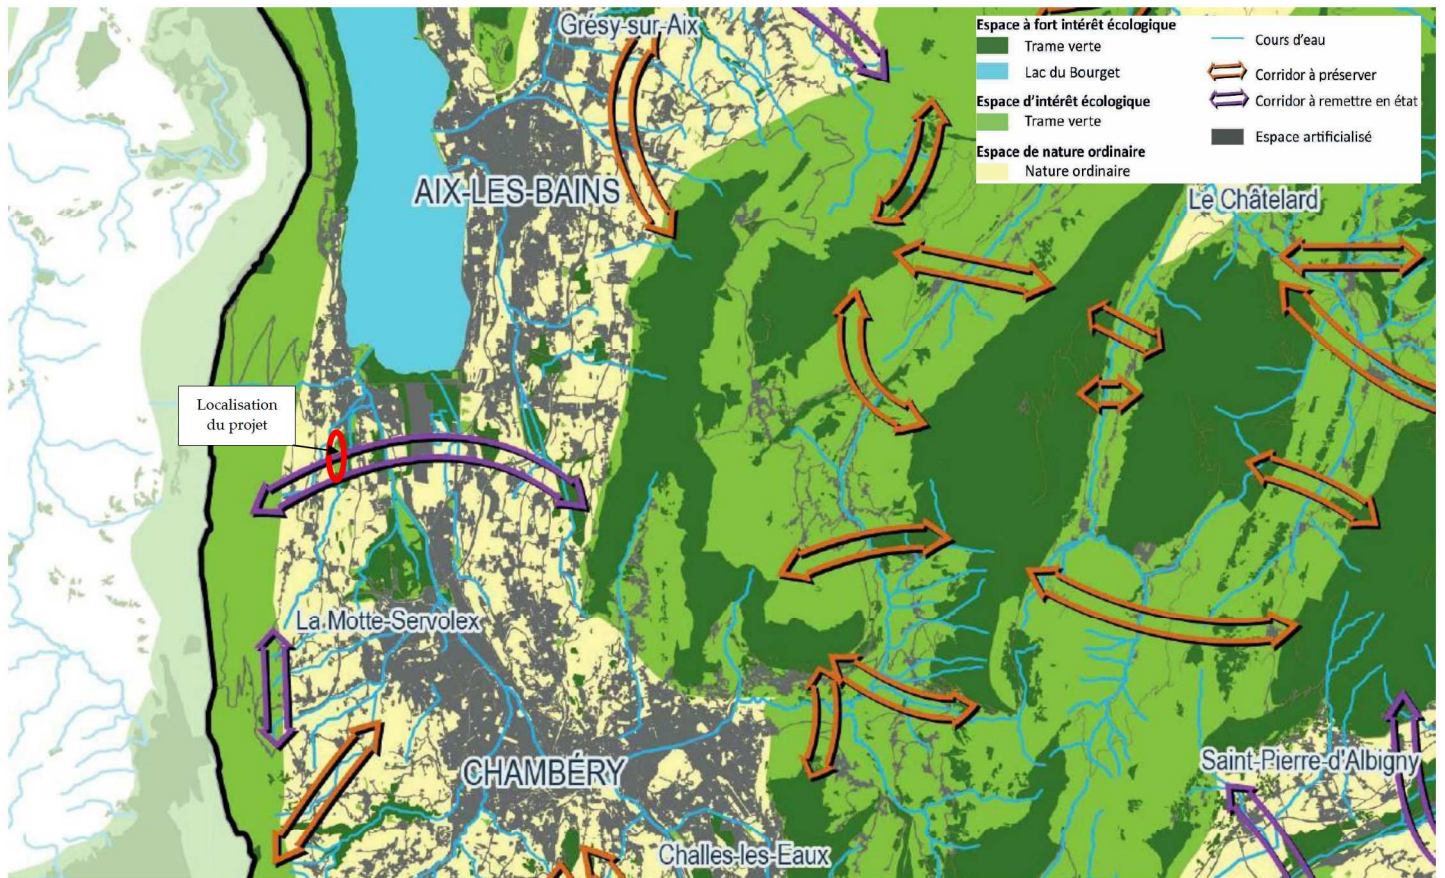 Grésy-sur-Aix
Espace à fort intérêt écologique
Trame verte
Lac du Bourget
Espace d'intérêt écologique
Trame verte
Espace de nature ordinaire
Nature ordinaire
Cours d'eau
Corridor à préserver
Corridor à remettre en état
Espace artificialisé
AIX-LES-BAINS
Le Châtelard
Localisation
du projet
La Motte-Servolex
CHAMBÉRY
Saint-Pierre-d'Albigny
Challes-les-Eaux